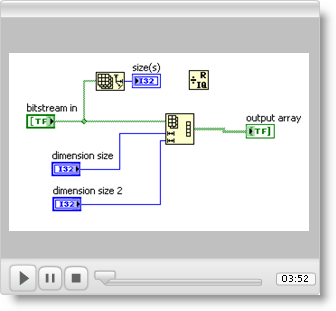 size(s)
I32
R
IQ
bitstream in
[TF]
output array
[TF]
dimension size
I32
dimension size 2
I32
03:52